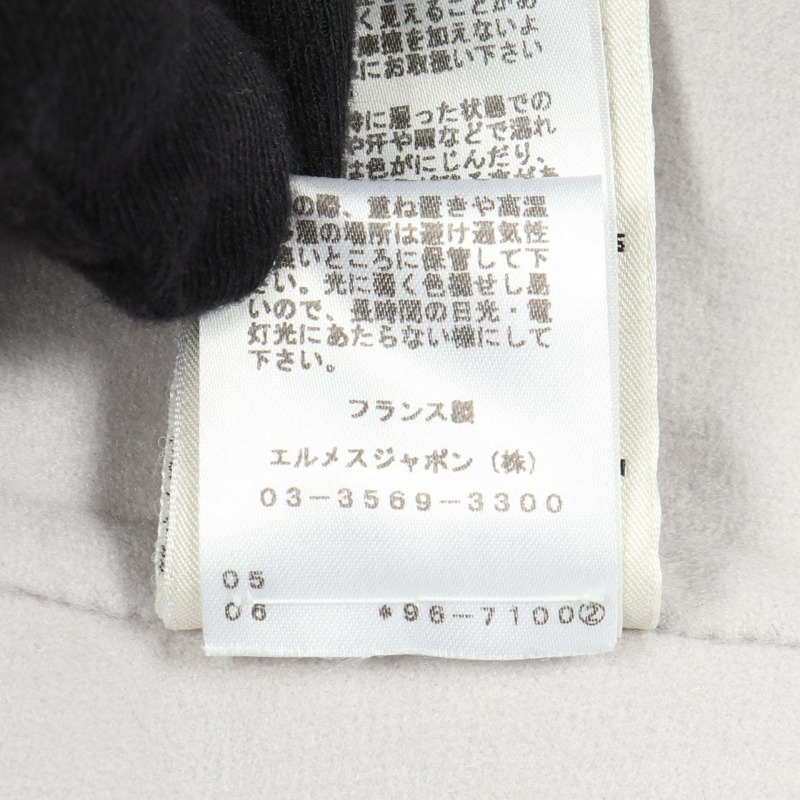 く見える ことがあ
摩擦を加えないよ
にお取扱い下さい
特に湿った状態での
や汗や雨などで濡れ
は色がにじんだり、
の際、重ね置きや高温
湿の場所は避け通気性
良いところに保管して下
さい。光に弱く色褪せし易
いので、長時間の日光・電
灯光にあたらない様にして
下さい。
フランス製
エルメスジャポン（株）
03-3569-3300
05
06 *96-7100②